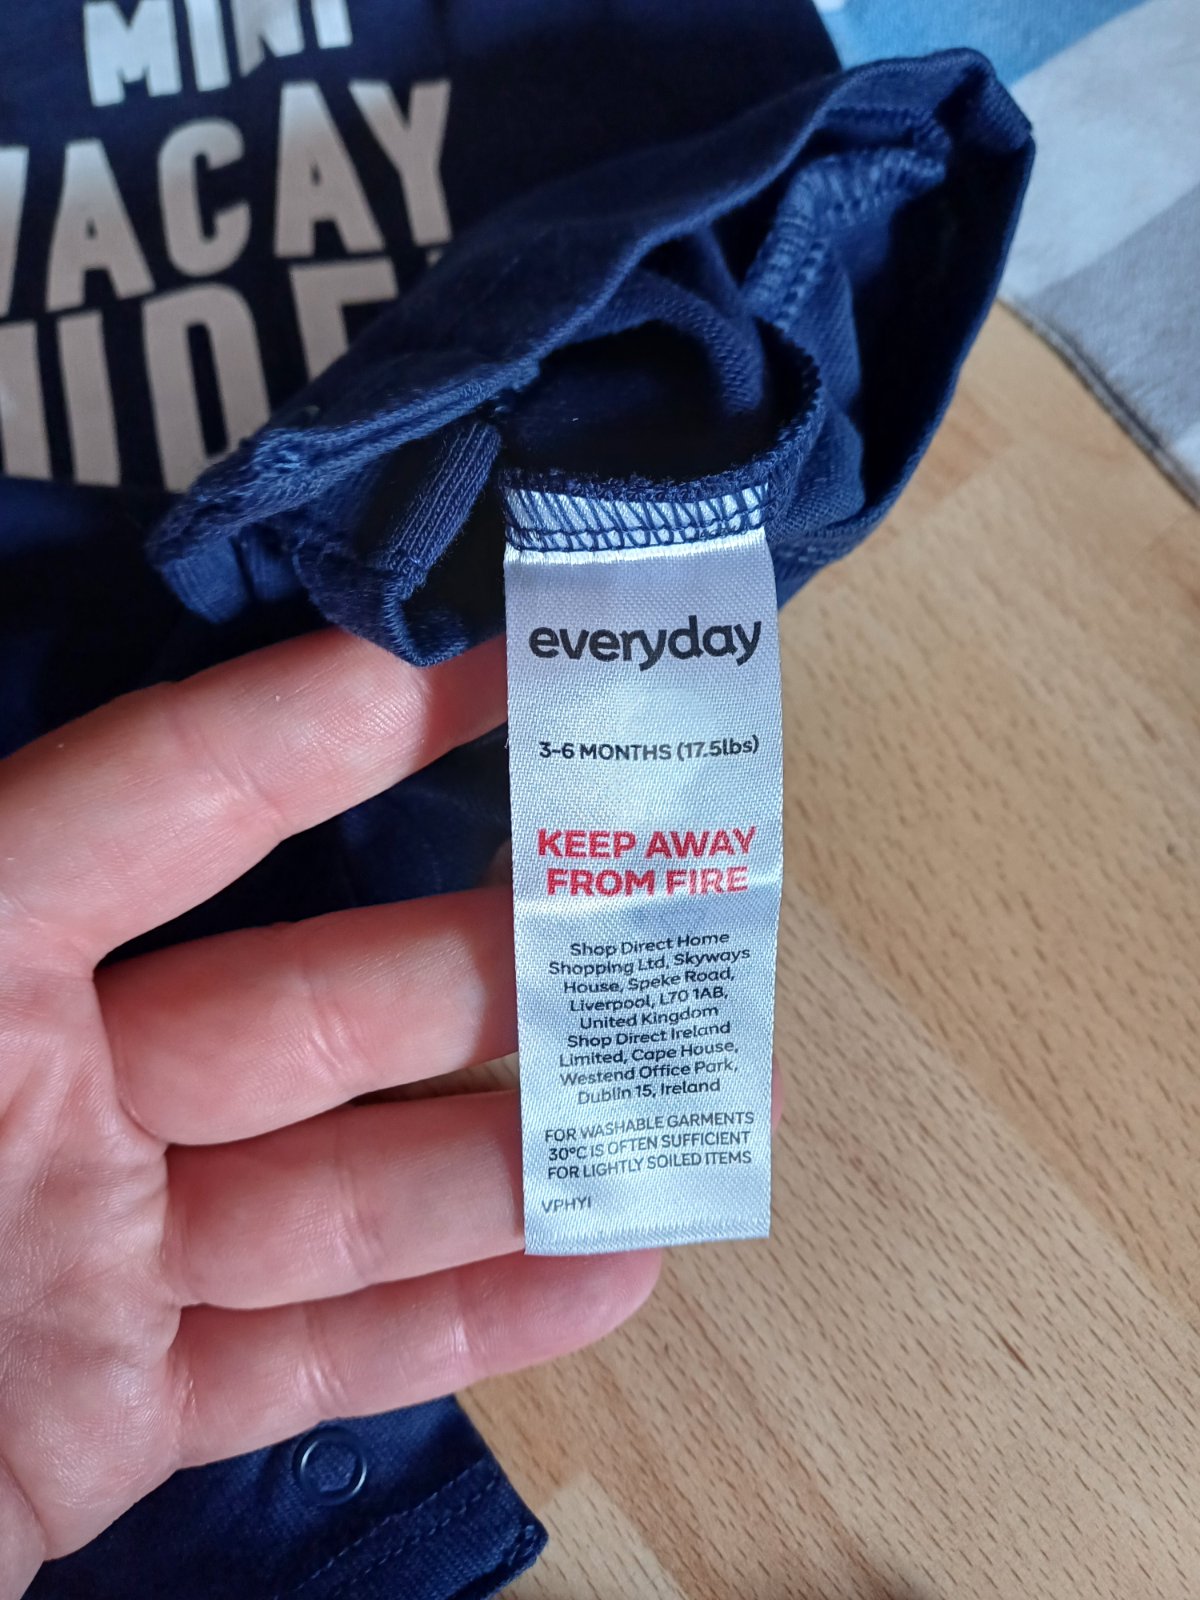 MINI
VACAY
everyday
3-6 MONTHS (17.5lbs)
KEEP AWAY
FROM FIRE
Shop Direct Home
Shopping Ltd, Skyways
House, Speke Road,
Liverpool, L70 1AB,
United Kingdom
Shop Direct Ireland
Limited, Cape House,
Westend Office Park,
Dublin 15, Ireland
FOR WASHABLE GARMENTS
30°C IS OFTEN SUFFICIENT
FOR LIGHTLY SOILED ITEMS
VPHYI